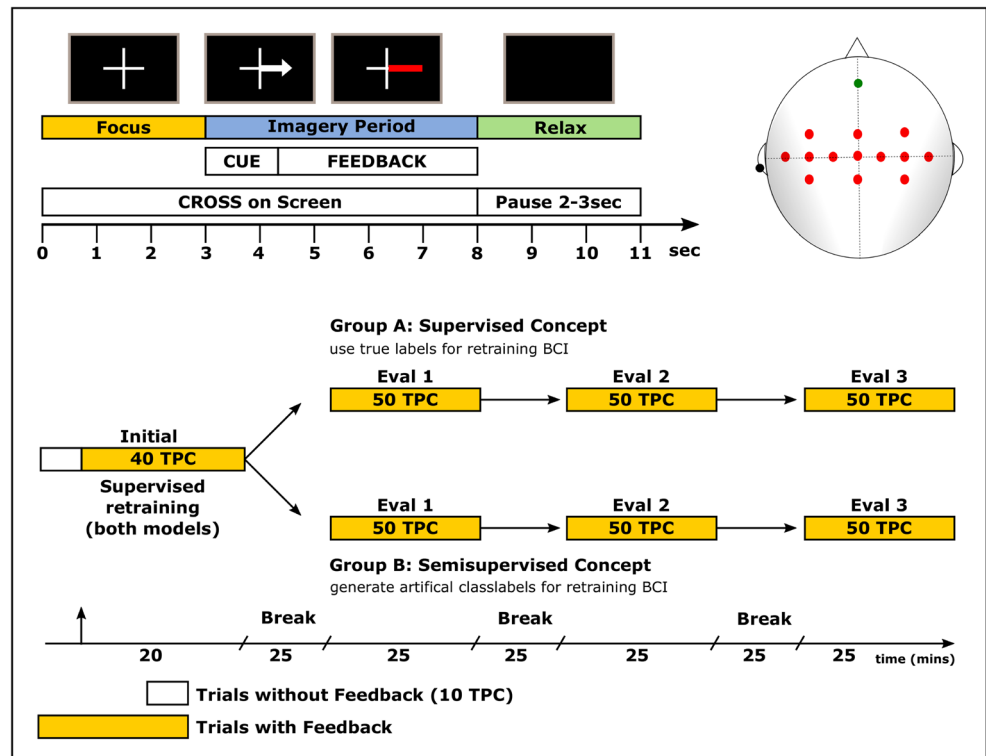 Focus
Imagery Period
Relax
CUE
FEEDBACK
CROSS on Screen
Pause 2-3sec
0 1 2 3 4 5 6 7 8 9 10 11 sec
Group A: Supervised Concept
use true labels for retraining BCI
Eval 1
50 TPC
Eval 2
50 TPC
Eval 3
50 TPC
Initial
40 TPC
Supervised
retraining
(both models)
Eval 1
50 TPC
Eval 2
50 TPC
Eval 3
50 TPC
Group B: Semisupervised Concept
generate artifical classlabels for retraining BCI
Break
Break
Break
20 25 25 25 25 25 25 time (mins)
Trials without Feedback (10 TPC)
Trials with Feedback